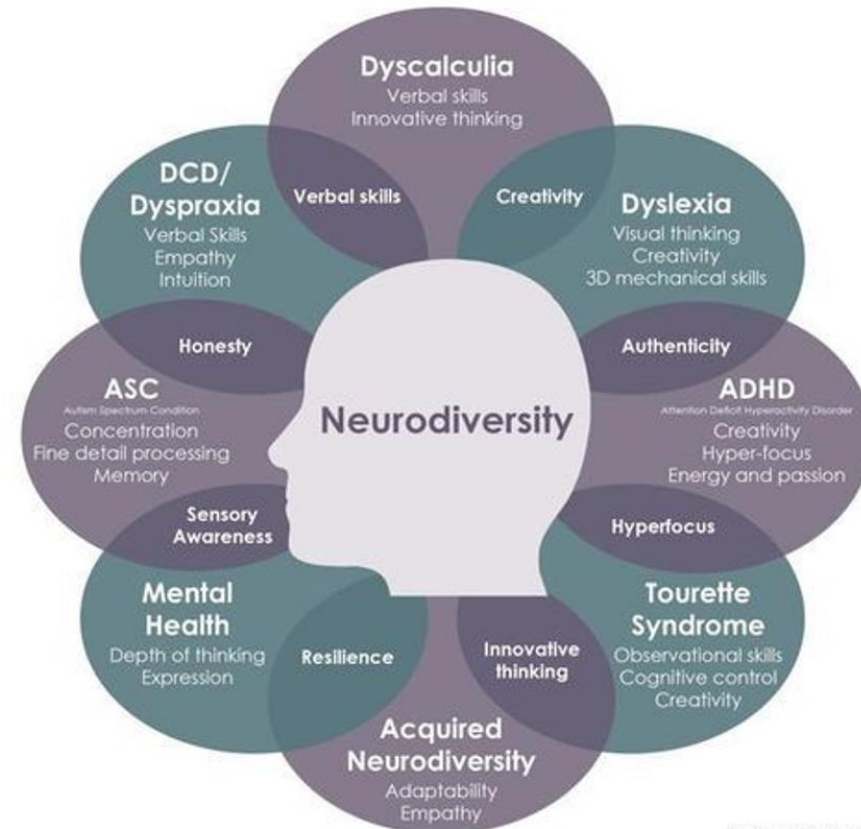 Dyscalculia
Verbal skills
Innovative thinking
DCD/
Dyspraxia
Verbal Skills
Empathy
Intuition
Verbal skills
Creativity
Dyslexia
Visual thinking
Creativity
3D mechanical skills
Honesty
Authenticity
ASC
Autism Spectrum Condition
Concentration
Fine detail processing
Memory
Neurodiversity
ADHD
Attention Deficit Hyperactivity Disorder
Creativity
Hyper-focus
Energy and passion
Sensory
Awareness
Hyperfocus
Mental
Health
Depth of thinking
Expression
Resilience
Innovative
thinking
Tourette
Syndrome
Observational skills
Cognitive control
Creativity
Acquired
Neurodiversity
Adaptability
Empathy